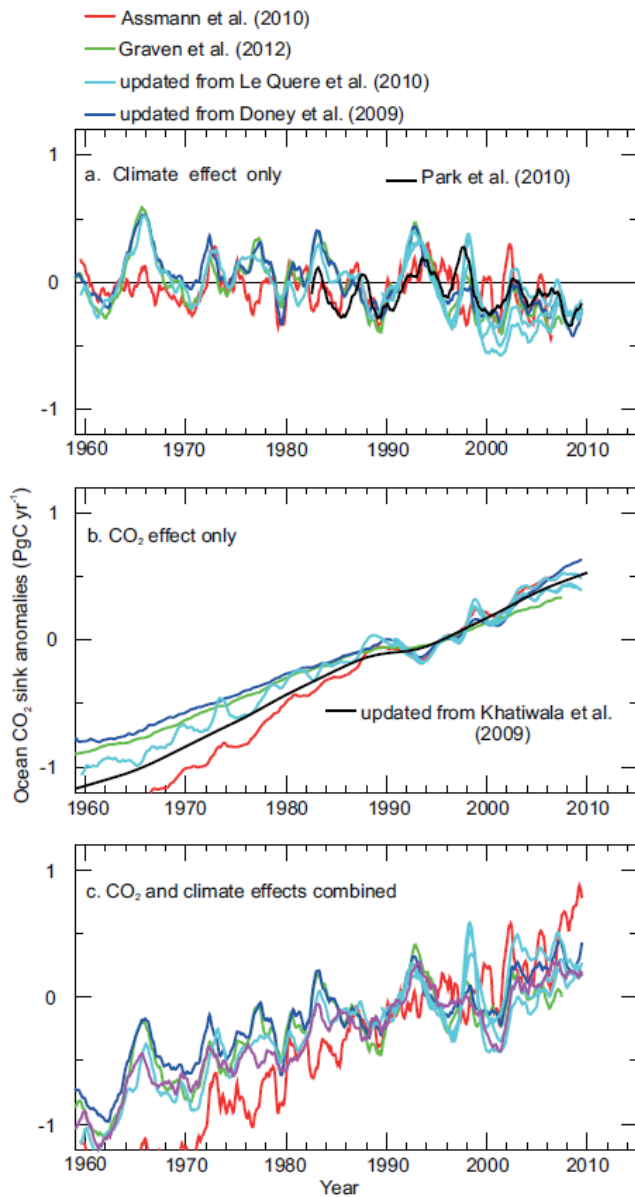 Assmann et al. (2010)
Graven et al. (2012)
updated from Le Quere et al. (2010)
updated from Doney et al. (2009)
1
a. Climate effect only
Park et al. (2010)
0
-1
1960 1970 1980 1990 2000 2010
Ocean CO₂ sink anomalies (PgC yr⁻¹)
1
b. CO₂ effect only
0
updated from Khatiwala et al.
(2009)
-1
1960 1970 1980 1990 2000 2010
1
c. CO₂ and climate effects combined
0
-1
1960 1970 1980 1990 2000 2010
Year